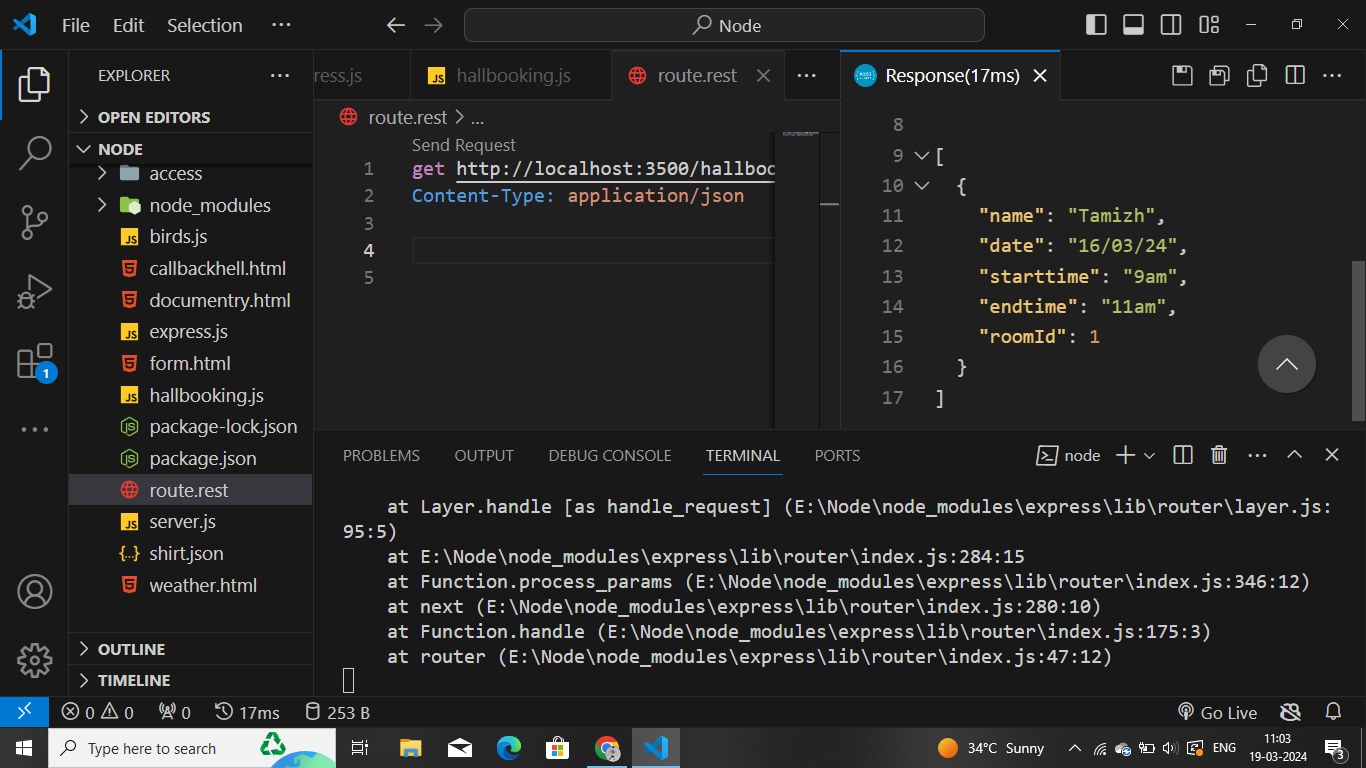 File Edit Selection ··· Node
EXPLORER ···
OPEN EDITORS
NODE
access
node_modules
birds.js
callbackhell.html
documentry.html
express.js
form.html
hallbooking.js
package-lock.json
package.json
route.rest
server.js
shirt.json
weather.html
OUTLINE
TIMELINE
1
ress.js hallbooking.js route.rest ···
route.rest > ...
Send Request
1 get http://localhost:3500/hallboo
2 Content-Type: application/json
3
4
5
Response(17ms) ···
8
9 [
10 {
11 "name": "Tamizh",
12 "date": "16/03/24",
13 "starttime": "9am",
14 "endtime": "11am",
15 "roomId": 1
16 }
17 ]
PROBLEMS OUTPUT DEBUG CONSOLE TERMINAL PORTS node ···
at Layer.handle [as handle_request] (E:\Node\node_modules\express\lib\router\layer.js:
95:5)
at E:\Node\node_modules\express\lib\router\index.js:284:15
at Function.process_params (E:\Node\node_modules\express\lib\router\index.js:346:12)
at next (E:\Node\node_modules\express\lib\router\index.js:280:10)
at Function.handle (E:\Node\node_modules\express\lib\router\index.js:175:3)
at router (E:\Node\node_modules\express\lib\router\index.js:47:12)
0 0 0 17ms 253 B Go Live
Type here to search 34°C Sunny ENG 11:03
19-03-2024 3